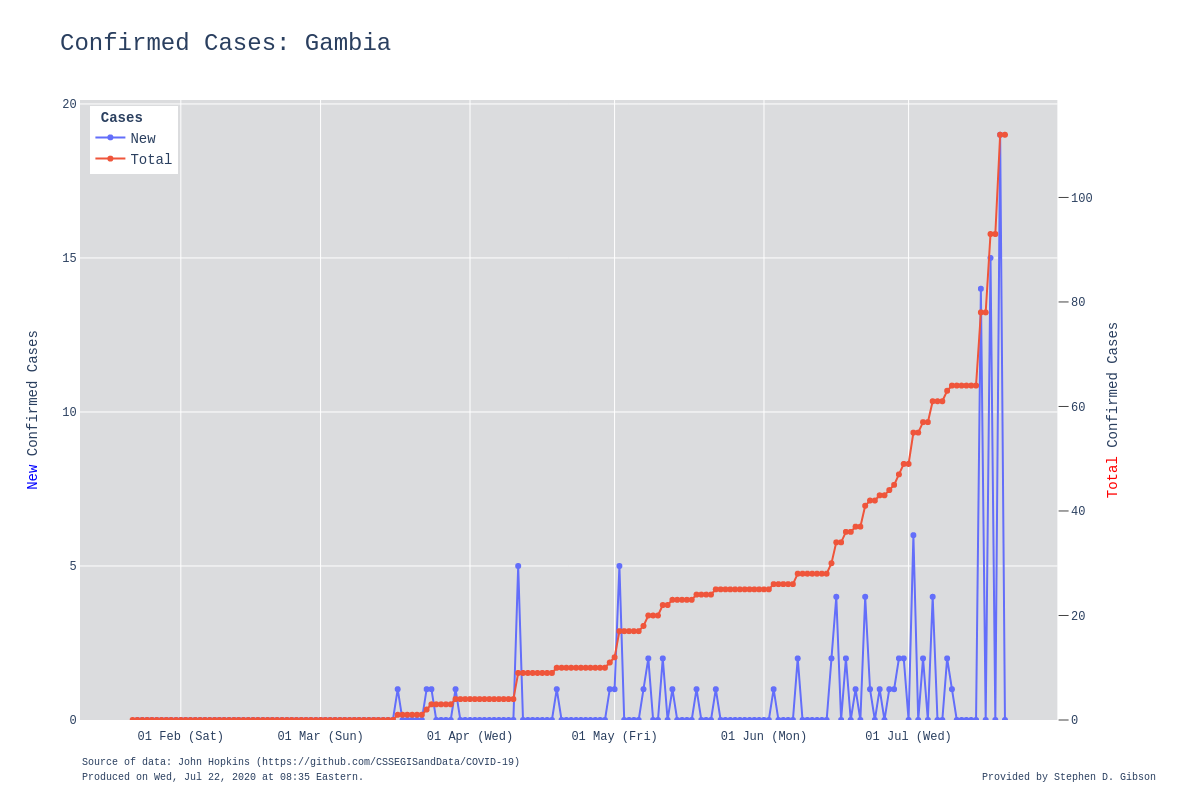 Confirmed Cases: Gambia
Cases
New
Total
20
15
10
5
0
100
80
60
40
20
0
New Confirmed Cases
Total Confirmed Cases
01 Feb (Sat)
01 Mar (Sun)
01 Apr (Wed)
01 May (Fri)
01 Jun (Mon)
01 Jul (Wed)
Source of data: John Hopkins (https://github.com/CSSEGISandData/COVID-19)
Produced on Wed, Jul 22, 2020 at 08:35 Eastern.
Provided by Stephen D. Gibson